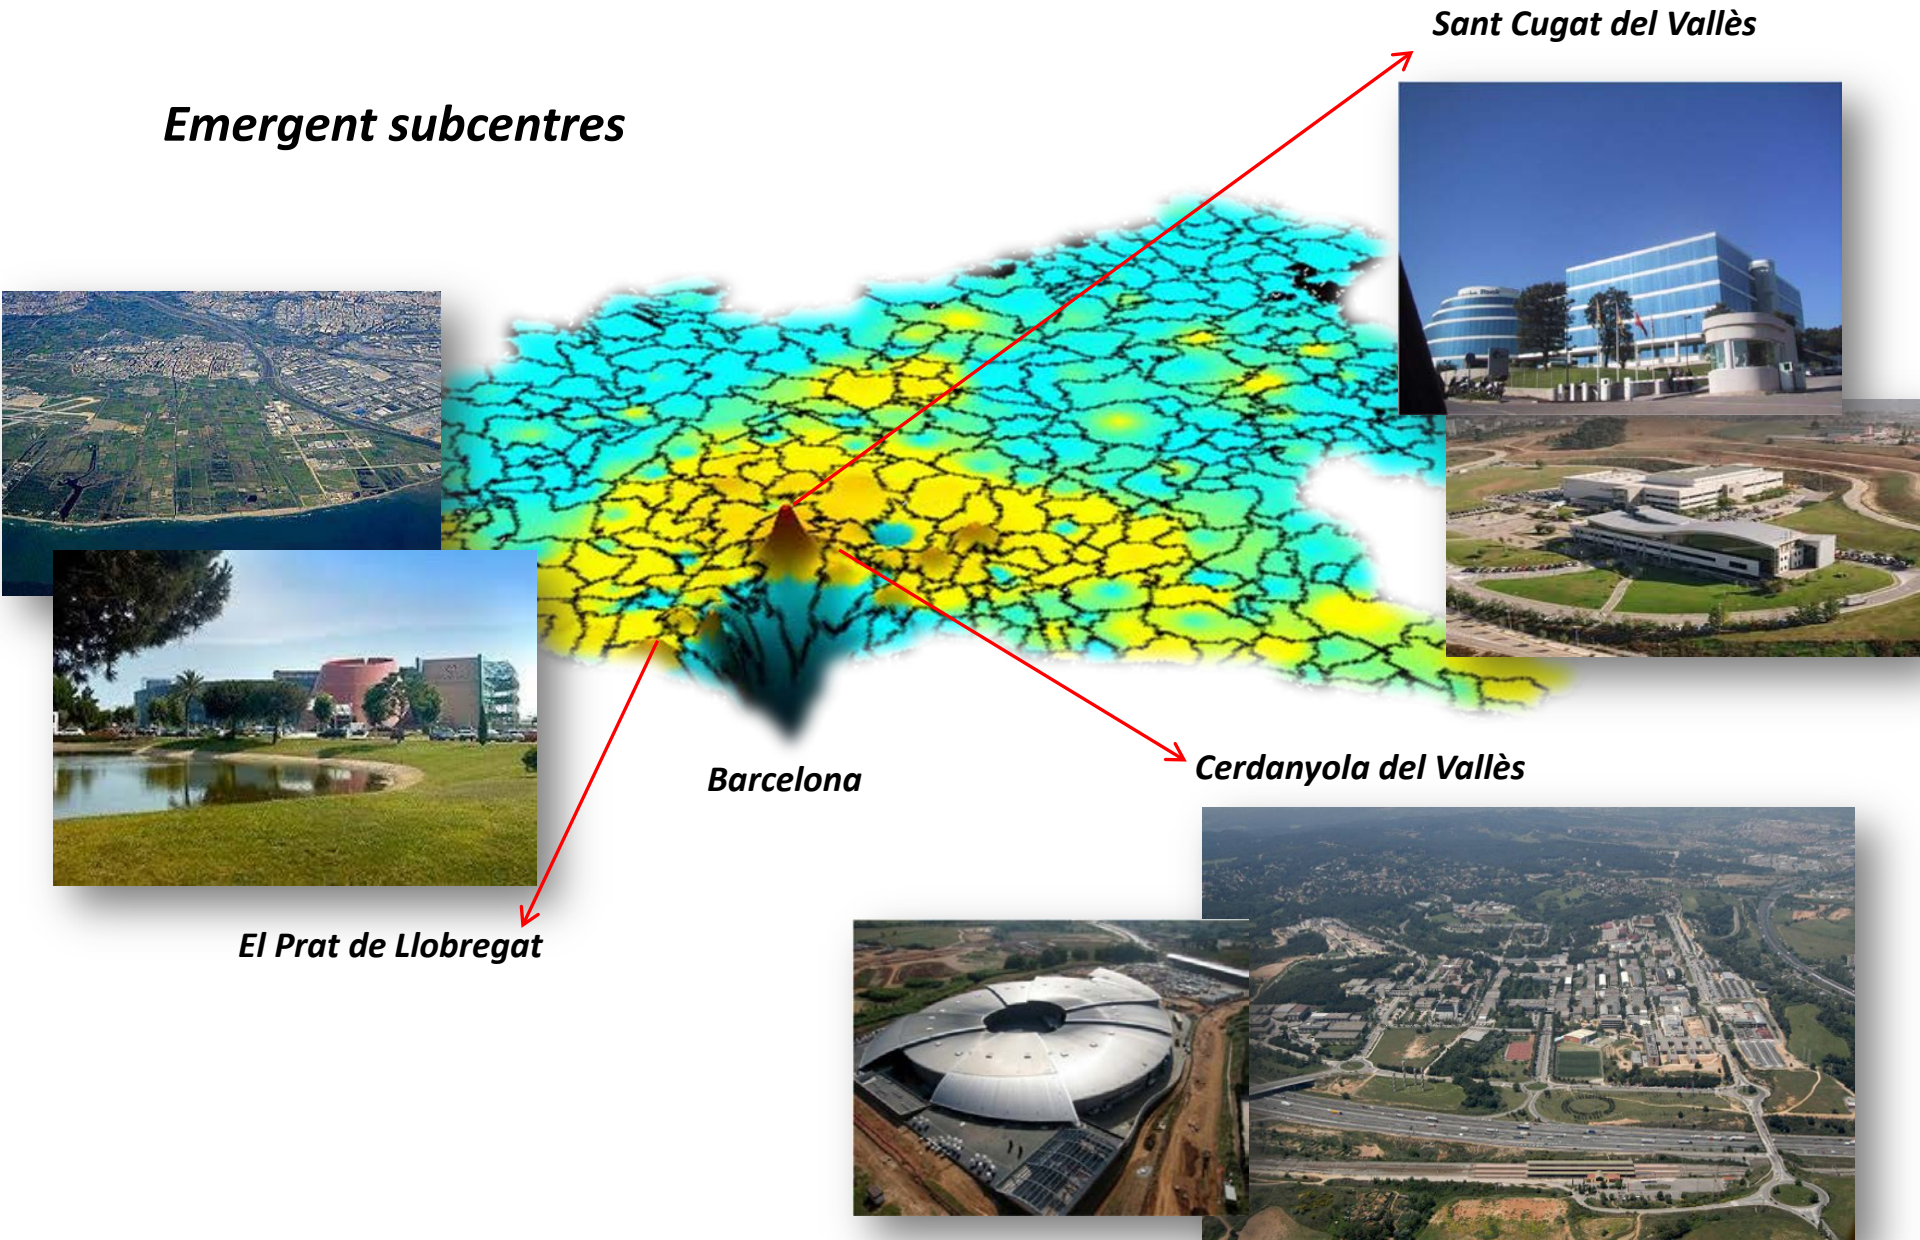 Sant Cugat del Vallès
Emergent subcentres
Barcelona
Cerdanyola del Vallès
El Prat de Llobregat